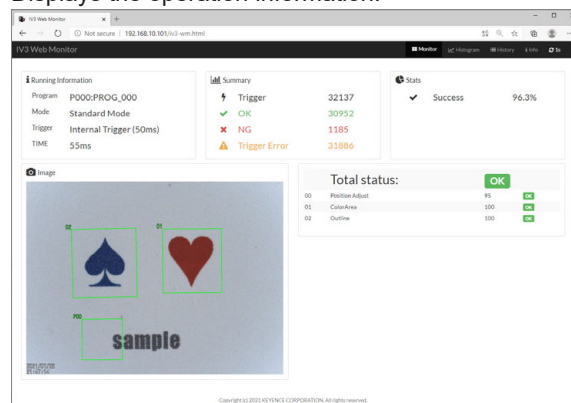 Displays the operation information.
IV3 Web Monitor
Not secure | 192.168.10.101/iv3-wm.html
IV3 Web Monitor
Monitor Histogram History Info 1s
Running Information
Program P000:PROG_000
Mode Standard Mode
Trigger Internal Trigger (50ms)
TIME 55ms
Summary
Trigger 32137
OK 30952
NG 1185
Trigger Error 31886
Stats
Success 96.3%
Image
02
01
P00
sample
Total status: OK
00 Position Adjust 95 OK
01 ColorArea 100 OK
02 Outline 100 OK
Copyright (c) 2021 KEYENCE CORPORATION. All rights reserved.